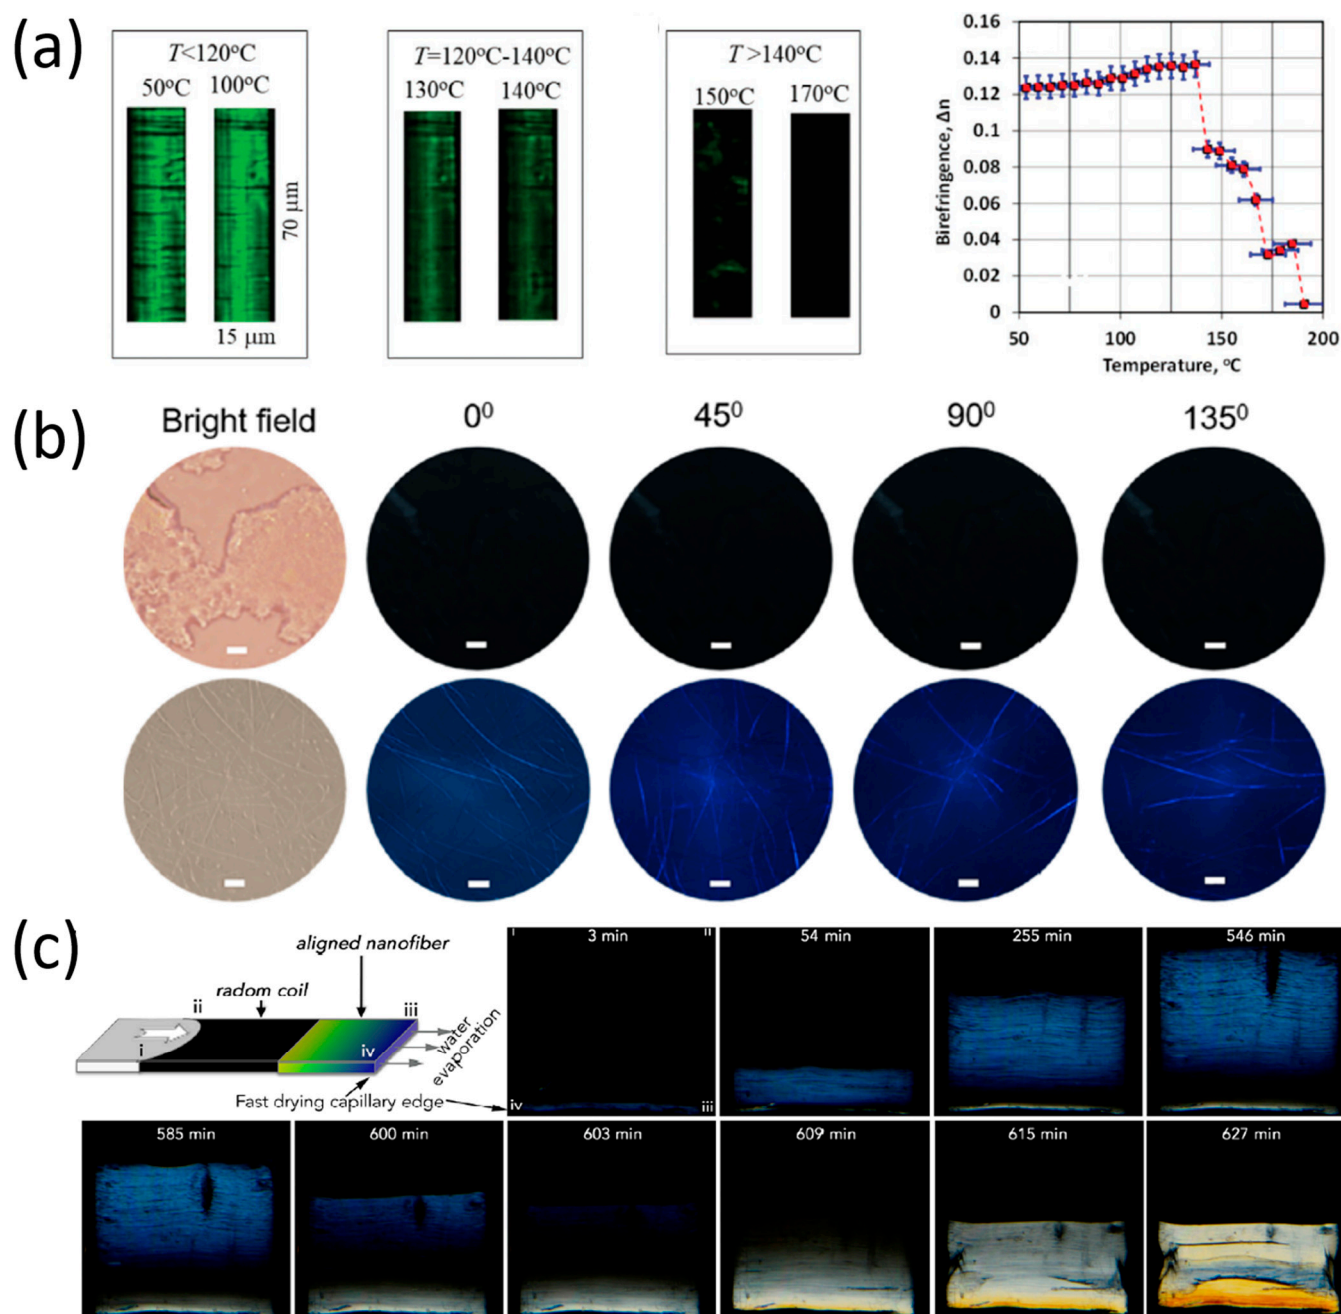 (a)
T<120°C
50°C 100°C
70 µm
15 µm
T=120°C-140°C
130°C 140°C
T >140°C
150°C 170°C
Birefringence, Δn
0.16
0.14
0.12
0.1
0.08
0.06
0.04
0.02
0
50 100 150 200
Temperature, °C
(b)
Bright field 0⁰ 45⁰ 90⁰ 135⁰
(c)
aligned nanofiber
radom coil
ii
iii
i
iv
water
evaporation
Fast drying capillary edge
i 3 min ii
iv iii
54 min
255 min
546 min
585 min
600 min
603 min
609 min
615 min
627 min